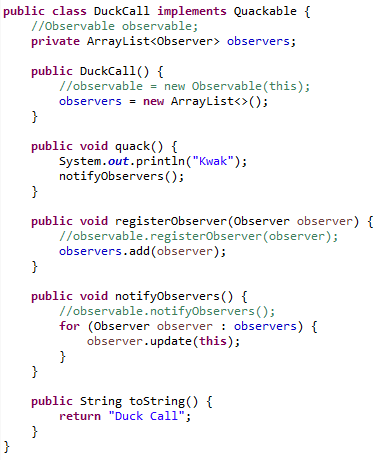 public class DuckCall implements Quackable {
    //Observable observable;
    private ArrayList<Observer> observers;

    public DuckCall() {
        //observable = new Observable(this);
        observers = new ArrayList<>();
    }

    public void quack() {
        System.out.println("Kwak");
        notifyObservers();
    }

    public void registerObserver(Observer observer) {
        //observable.registerObserver(observer);
        observers.add(observer);
    }

    public void notifyObservers() {
        //observable.notifyObservers();
        for (Observer observer : observers) {
            observer.update(this);
        }
    }

    public String toString() {
        return "Duck Call";
    }
}